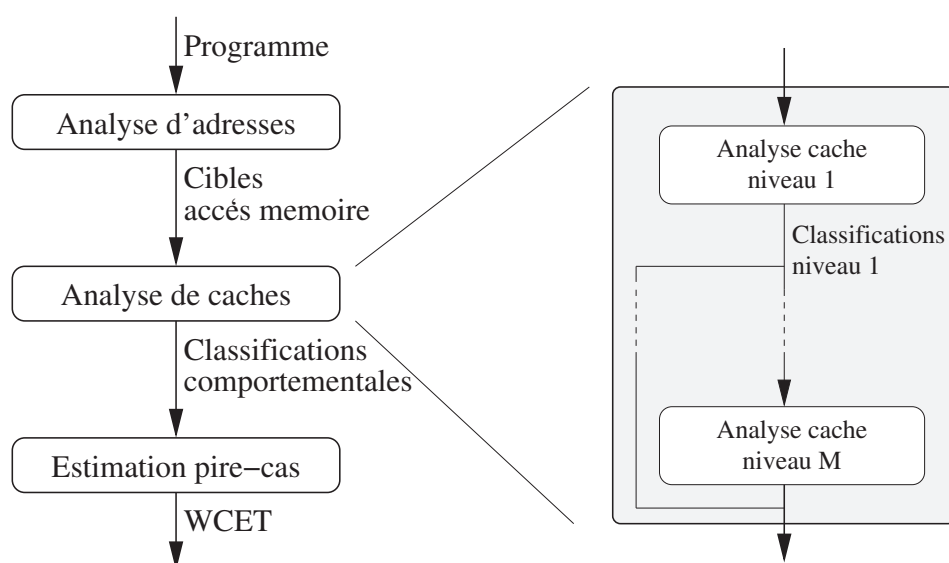 Programme
Analyse d'adresses
Cibles
accés memoire
Analyse de caches
Classifications
comportementales
Estimation pire−cas
WCET
Analyse cache
niveau 1
Classifications
niveau 1
Analyse cache
niveau M